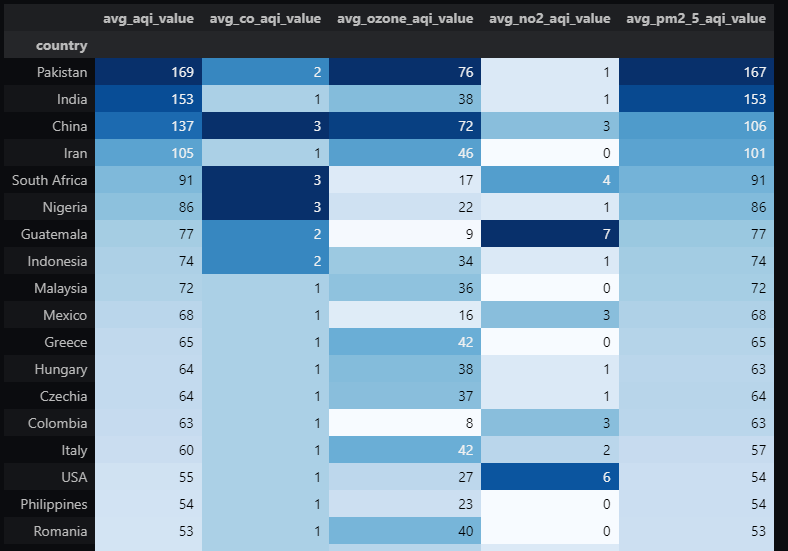 avg_aqi_value avg_co_aqi_value avg_ozone_aqi_value avg_no2_aqi_value avg_pm2_5_aqi_value
country
Pakistan 169 2 76 1 167
India 153 1 38 1 153
China 137 3 72 3 106
Iran 105 1 46 0 101
South Africa 91 3 17 4 91
Nigeria 86 3 22 1 86
Guatemala 77 2 9 7 77
Indonesia 74 2 34 1 74
Malaysia 72 1 36 0 72
Mexico 68 1 16 3 68
Greece 65 1 42 0 65
Hungary 64 1 38 1 63
Czechia 64 1 37 1 64
Colombia 63 1 8 3 63
Italy 60 1 42 2 57
USA 55 1 27 6 54
Philippines 54 1 23 0 54
Romania 53 1 40 0 53